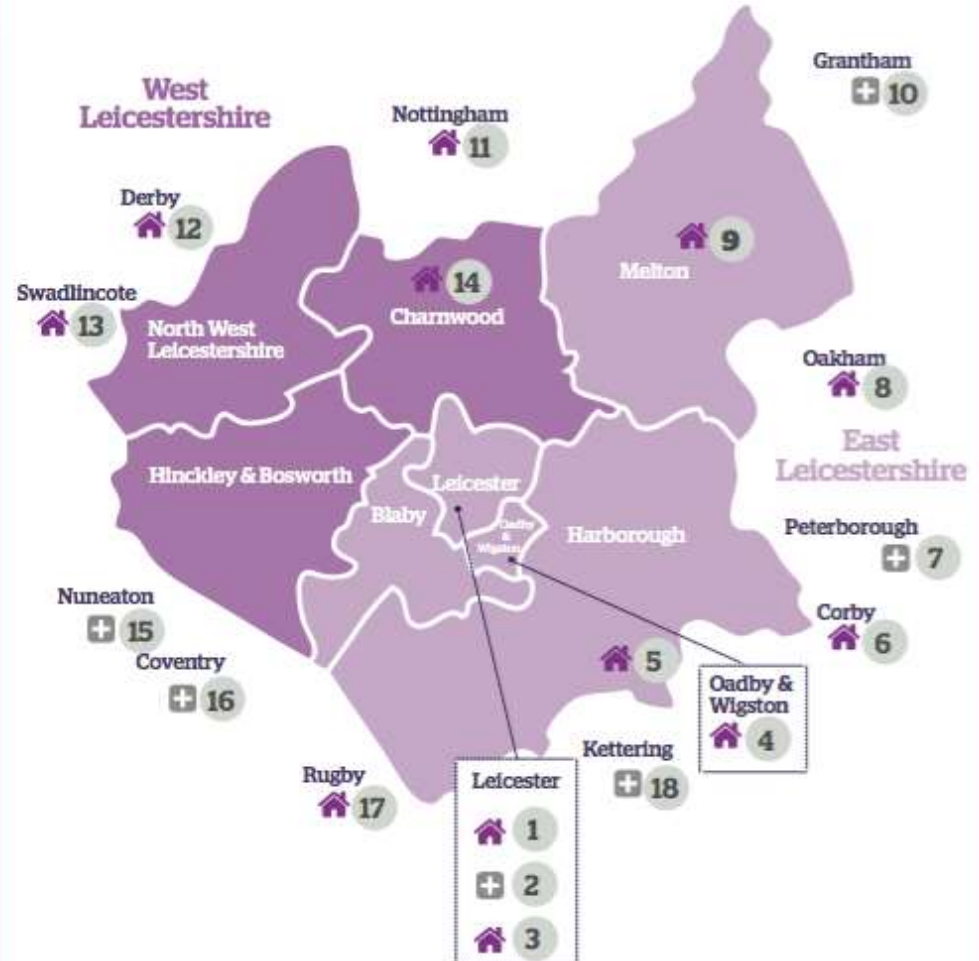 West
Leicestershire
Grantham
10
Nottingham
11
Derby
12
9
Melton
Swadlincote
13
14
Charnwood
North West
Leicestershire
Oakham
8
East
Leicestershire
Hinckley & Bosworth
Leicester
Blaby
Oadby
&
Wigston
Harborough
Peterborough
7
Nuneaton
15
Corby
6
Coventry
16
5
Oadby &
Wigston
4
Kettering
18
Rugby
17
Leicester
1
2
3